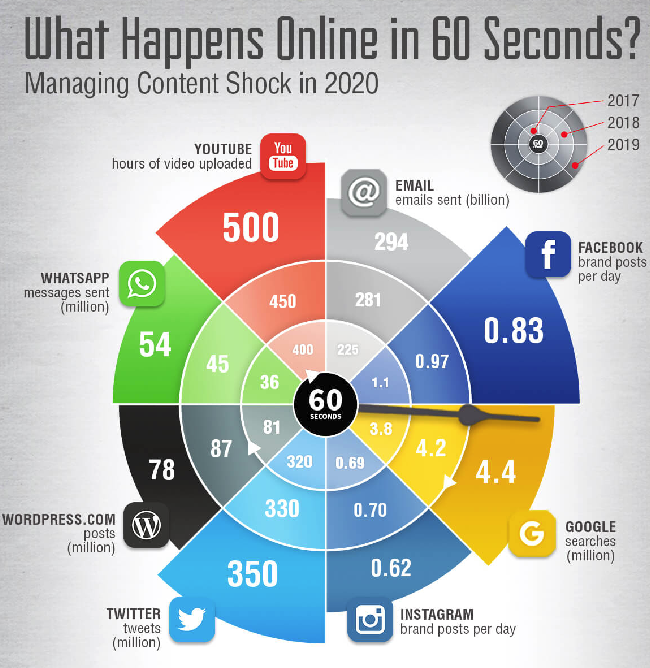 What Happens Online in 60 Seconds?
Managing Content Shock in 2020
2017
2018
2019
60
YOUTUBE
hours of video uploaded
You
Tube
500
450
400
@
EMAIL
emails sent (billion)
294
281
225
f
FACEBOOK
brand posts
per day
0.83
0.97
1.1
WHATSAPP
messages sent
(million)
54
45
36
60
SECONDS
81
87
78
WORDPRESS.COM
posts
(million)
W
3.8
4.2
4.4
G
GOOGLE
searches
(million)
320
330
350
TWITTER
tweets
(million)
0.69
0.70
0.62
INSTAGRAM
brand posts per day